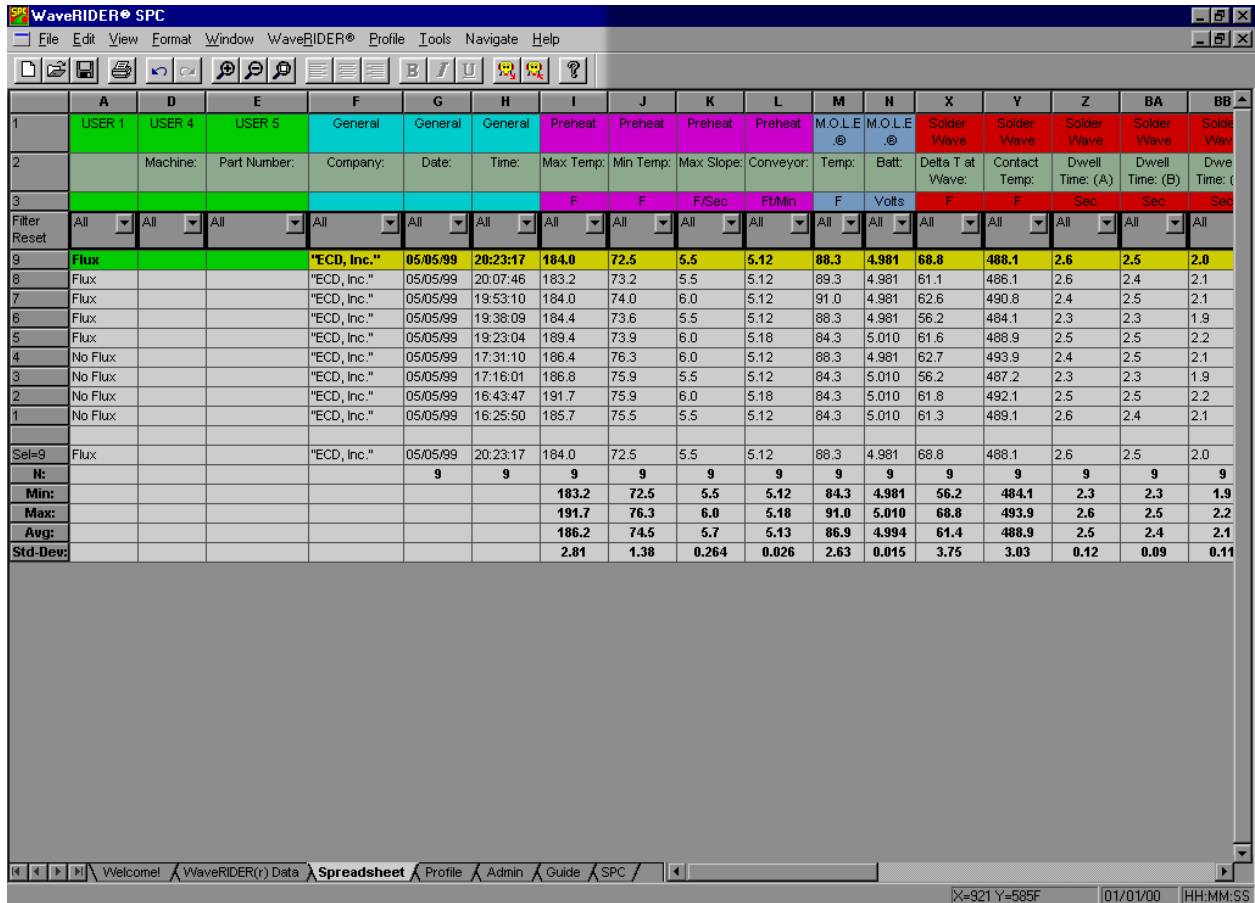 WaveRIDER® SPC
File Edit View Format Window WaveRIDER® Profile Tools Navigate Help
B I U ?
A D E F G H I J K L M N X Y Z BA BB
1 USER 1 USER 4 USER 5 General General General Preheat Preheat Preheat Preheat M.O.L.E ® M.O.L.E ® Solder Wave Solder Wave Solder Wave Solder Wave Solde Wav
2 Machine: Part Number: Company: Date: Time: Max Temp: Min Temp: Max Slope: Conveyor: Temp: Batt: Delta T at Wave: Contact Temp: Dwell Time: (A) Dwell Time: (B) Dwe Time: (
3 F F F/Sec Ft/Min F Volts F F Sec Sec Sec
Filter Reset All All All All All All All All All All All All All All All All All
9 Flux "ECD, Inc." 05/05/99 20:23:17 184.0 72.5 5.5 5.12 88.3 4.981 68.8 488.1 2.6 2.5 2.0
8 Flux "ECD, Inc." 05/05/99 20:07:46 183.2 73.2 5.5 5.12 89.3 4.981 61.1 486.1 2.6 2.4 2.1
7 Flux "ECD, Inc." 05/05/99 19:53:10 184.0 74.0 6.0 5.12 91.0 4.981 62.6 490.8 2.4 2.5 2.1
6 Flux "ECD, Inc." 05/05/99 19:38:09 184.4 73.6 5.5 5.12 88.3 4.981 56.2 484.1 2.3 2.3 1.9
5 Flux "ECD, Inc." 05/05/99 19:23:04 189.4 73.9 6.0 5.18 84.3 5.010 61.6 488.9 2.5 2.5 2.2
4 No Flux "ECD, Inc." 05/05/99 17:31:10 186.4 76.3 6.0 5.12 88.3 4.981 62.7 493.9 2.4 2.5 2.1
3 No Flux "ECD, Inc." 05/05/99 17:16:01 186.8 75.9 5.5 5.12 84.3 5.010 56.2 487.2 2.3 2.3 1.9
2 No Flux "ECD, Inc." 05/05/99 16:43:47 191.7 75.9 6.0 5.18 84.3 5.010 61.8 492.1 2.5 2.5 2.2
1 No Flux "ECD, Inc." 05/05/99 16:25:50 185.7 75.5 5.5 5.12 84.3 5.010 61.3 489.1 2.6 2.4 2.1
Sel=9 Flux "ECD, Inc." 05/05/99 20:23:17 184.0 72.5 5.5 5.12 88.3 4.981 68.8 488.1 2.6 2.5 2.0
N: 9 9 9 9 9 9 9 9 9 9 9 9 9
Min: 183.2 72.5 5.5 5.12 84.3 4.981 56.2 484.1 2.3 2.3 1.9
Max: 191.7 76.3 6.0 5.18 91.0 5.010 68.8 493.9 2.6 2.5 2.2
Avg: 186.2 74.5 5.7 5.13 86.9 4.994 61.4 488.9 2.5 2.4 2.1
Std-Dev: 2.81 1.38 0.264 0.026 2.63 0.015 3.75 3.03 0.12 0.09 0.11
Welcome! WaveRIDER(r) Data Spreadsheet Profile Admin Guide SPC
X=921 Y=585F 01/01/00 HH:MM:SS